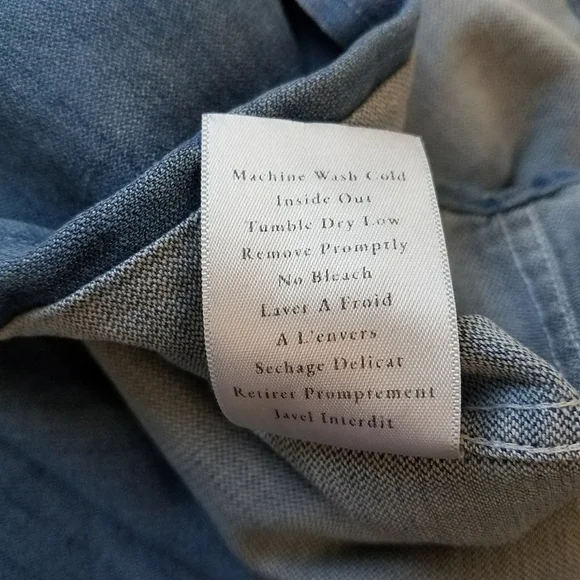 Machine Wash Cold
Inside Out
Tumble Dry Low
Remove Promptly
No Bleach
Laver A Froid
A L'envers
Sechage Delicat
Retirer Promptement
Javel Interdit